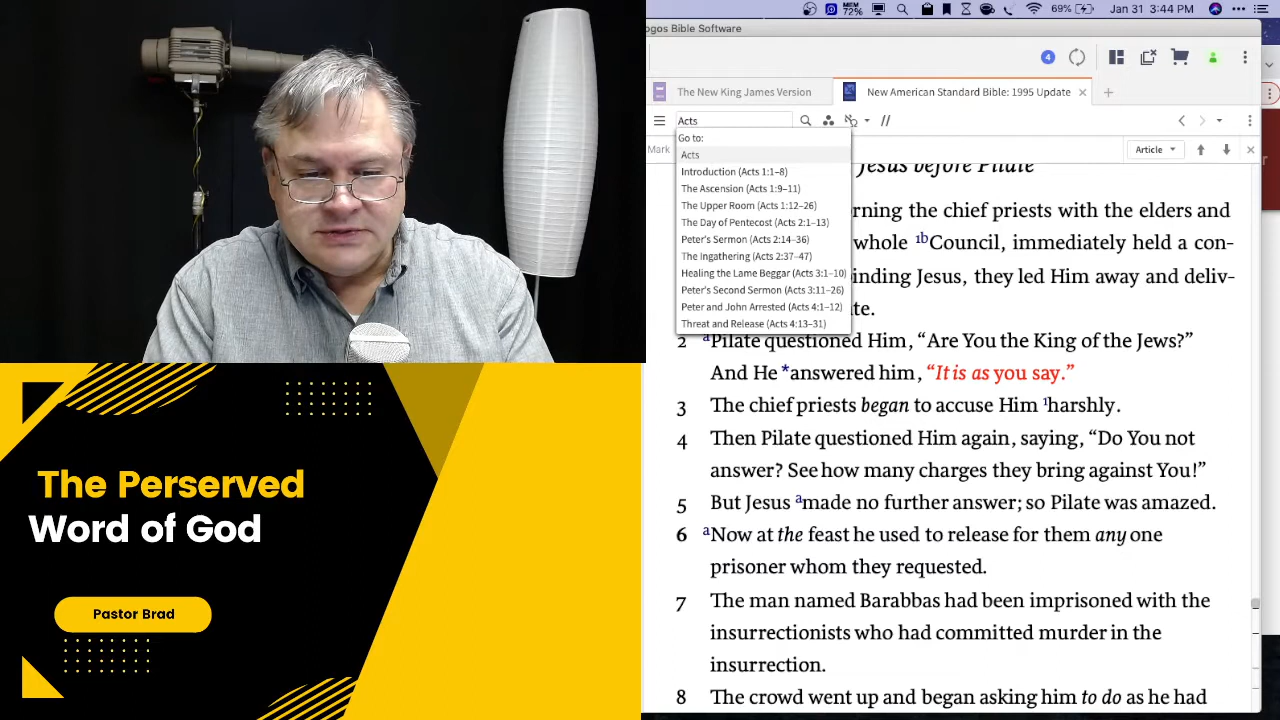 The Perserved
Word of God
Pastor Brad
69%
Jan 31 3:44 PM
ogos Bible Software
4
The New King James Version
New American Standard Bible: 1995 Update
Acts
Mark
Article
Go to:
Acts
Introduction (Acts 1:1–8)
The Ascension (Acts 1:9–11)
The Upper Room (Acts 1:12–26)
The Day of Pentecost (Acts 2:1–13)
Peter's Sermon (Acts 2:14–36)
The Ingathering (Acts 2:37–47)
Healing the Lame Beggar (Acts 3:1–10)
Peter's Second Sermon (Acts 3:11–26)
Peter and John Arrested (Acts 4:1–12)
Threat and Release (Acts 4:13–31)
Jesus before Pilate
rning the chief priests with the elders and
whole 1bCouncil, immediately held a con-
inding Jesus, they led Him away and deliv-
te.
2 aPilate questioned Him, “Are You the King of the Jews?”
And He *answered him, “It is as you say.”
3 The chief priests began to accuse Him 1harshly.
4 Then Pilate questioned Him again, saying, “Do You not
answer? See how many charges they bring against You!”
5 But Jesus amade no further answer; so Pilate was amazed.
6 aNow at the feast he used to release for them any one
prisoner whom they requested.
7 The man named Barabbas had been imprisoned with the
insurrectionists who had committed murder in the
insurrection.
8 The crowd went up and began asking him to do as he had